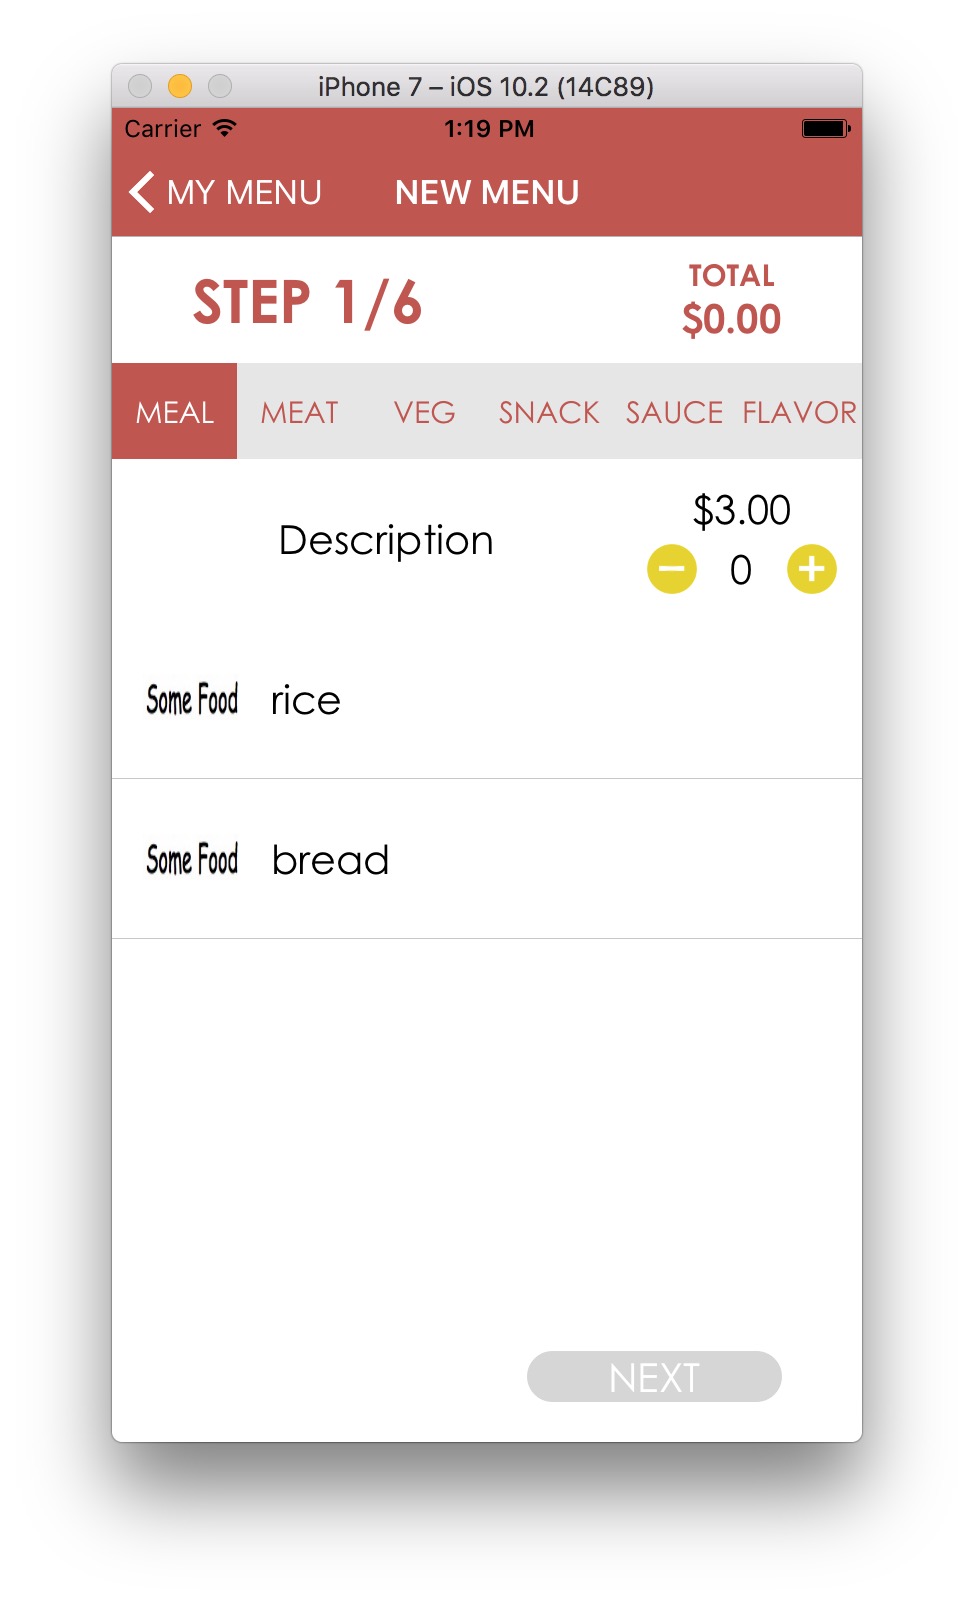 iPhone 7 – iOS 10.2 (14C89)
Carrier 1:19 PM
MY MENU NEW MENU
STEP 1/6
TOTAL
$0.00
MEAL MEAT VEG SNACK SAUCE FLAVOR
Description
$3.00
0
Some Food rice
Some Food bread
NEXT